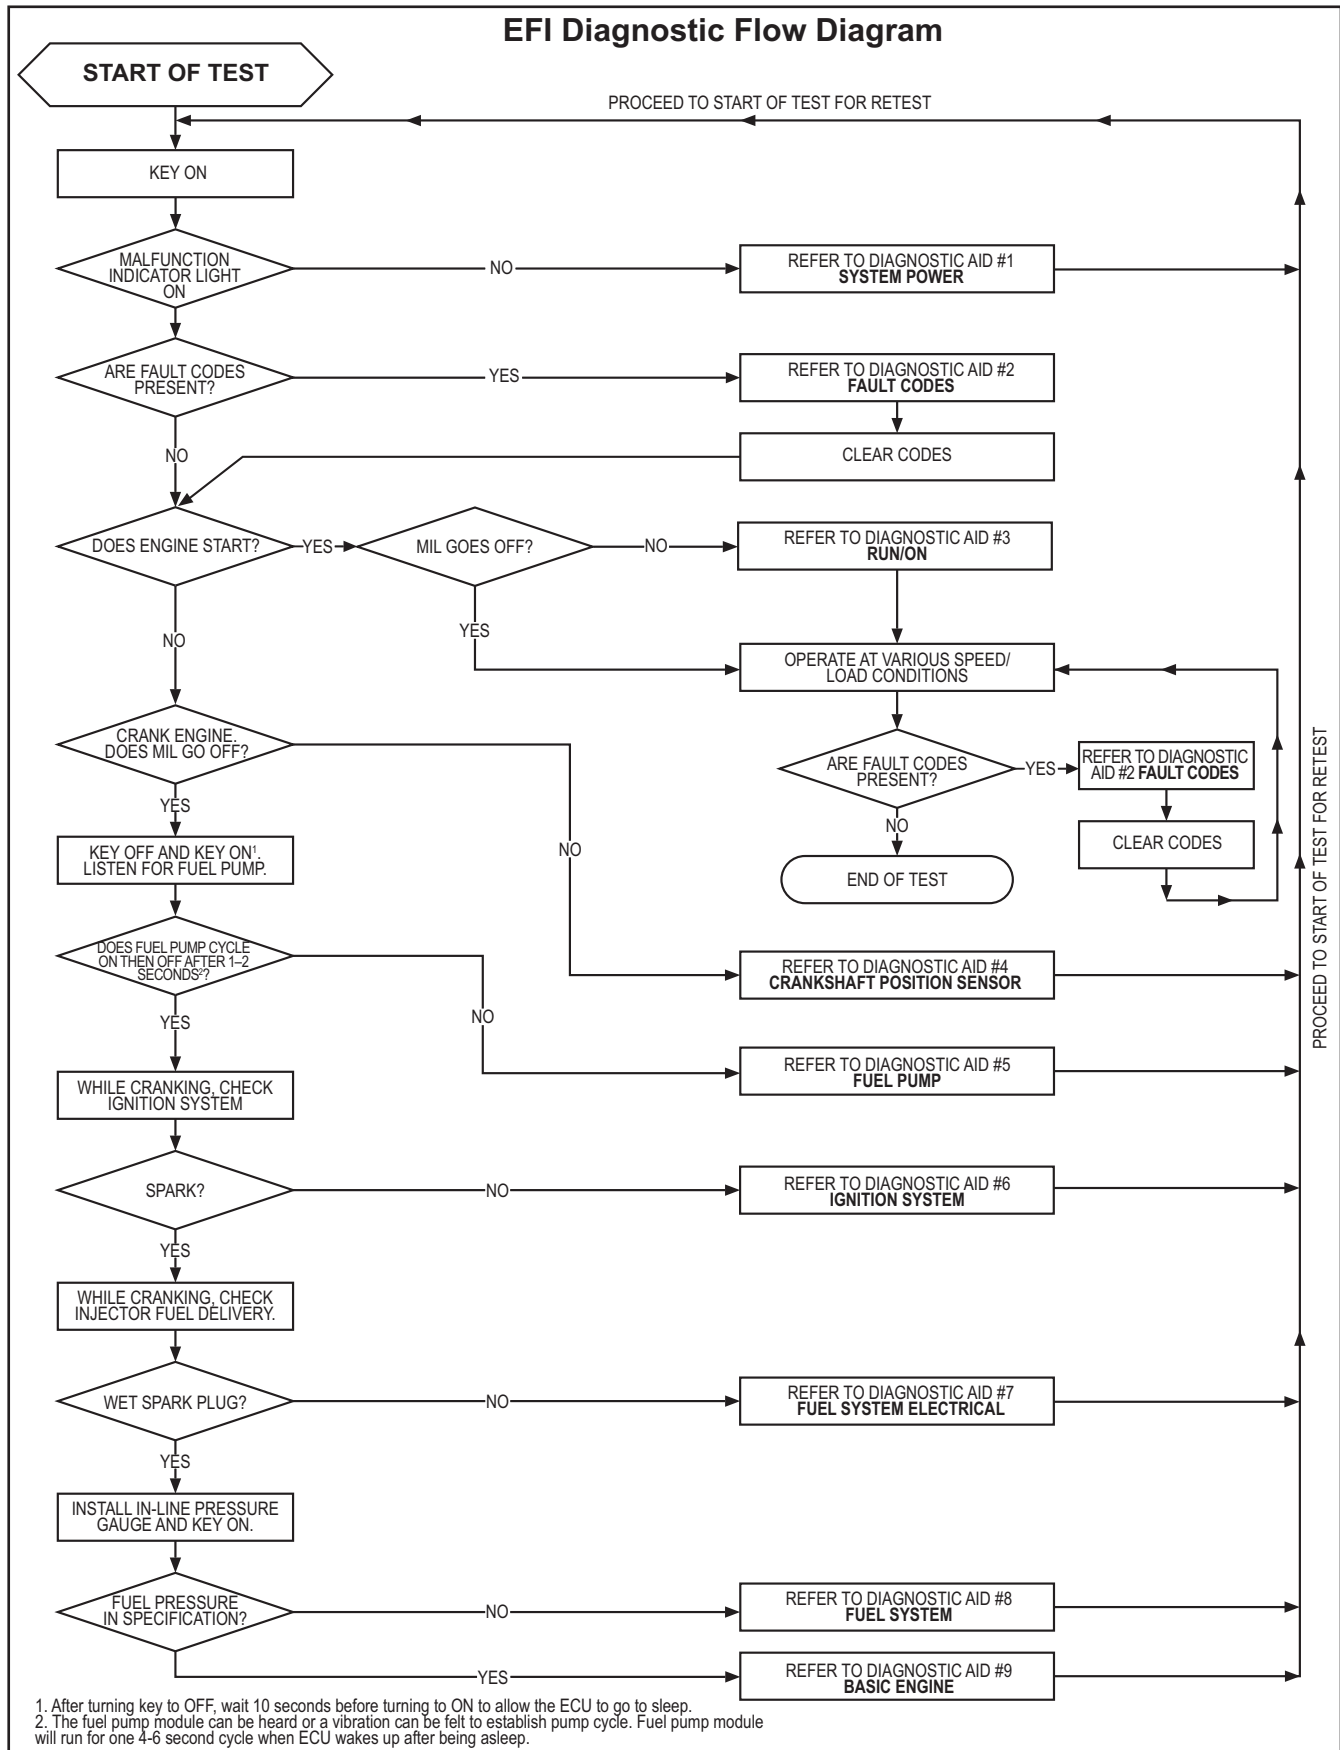 EFI Diagnostic Flow Diagram
START OF TEST
PROCEED TO START OF TEST FOR RETEST
KEY ON
MALFUNCTION
INDICATOR LIGHT
ON
NO
REFER TO DIAGNOSTIC AID #1
SYSTEM POWER
ARE FAULT CODES
PRESENT?
YES
REFER TO DIAGNOSTIC AID #2
FAULT CODES
NO
CLEAR CODES
DOES ENGINE START?
YES
MIL GOES OFF?
NO
REFER TO DIAGNOSTIC AID #3
RUN/ON
NO
YES
OPERATE AT VARIOUS SPEED/
LOAD CONDITIONS
CRANK ENGINE.
DOES MIL GO OFF?
ARE FAULT CODES
PRESENT?
YES
REFER TO DIAGNOSTIC
AID #2 FAULT CODES
PROCEED TO START OF TEST FOR RETEST
YES
NO
NO
CLEAR CODES
KEY OFF AND KEY ON¹.
LISTEN FOR FUEL PUMP.
END OF TEST
DOES FUEL PUMP CYCLE
ON THEN OFF AFTER 1–2
SECONDS²?
REFER TO DIAGNOSTIC AID #4
CRANKSHAFT POSITION SENSOR
YES
NO
REFER TO DIAGNOSTIC AID #5
FUEL PUMP
WHILE CRANKING, CHECK
IGNITION SYSTEM
SPARK?
NO
REFER TO DIAGNOSTIC AID #6
IGNITION SYSTEM
YES
WHILE CRANKING, CHECK
INJECTOR FUEL DELIVERY.
WET SPARK PLUG?
NO
REFER TO DIAGNOSTIC AID #7
FUEL SYSTEM ELECTRICAL
YES
INSTALL IN-LINE PRESSURE
GAUGE AND KEY ON.
FUEL PRESSURE
IN SPECIFICATION?
NO
REFER TO DIAGNOSTIC AID #8
FUEL SYSTEM
YES
REFER TO DIAGNOSTIC AID #9
BASIC ENGINE
1. After turning key to OFF, wait 10 seconds before turning to ON to allow the ECU to go to sleep.
2. The fuel pump module can be heard or a vibration can be felt to establish pump cycle. Fuel pump module
will run for one 4-6 second cycle when ECU wakes up after being asleep.